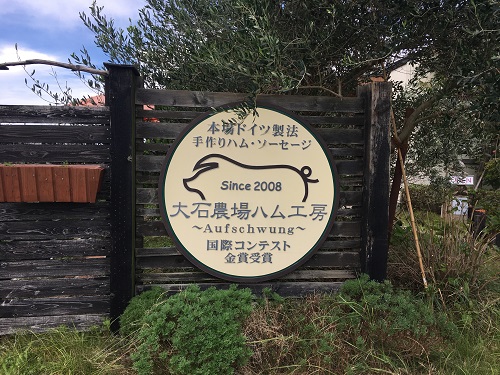 本場ドイツ製法
手作りハム・ソーセージ
Since 2008
大石農場ハム工房
～Aufschwung～
国際コンテスト
金賞受賞